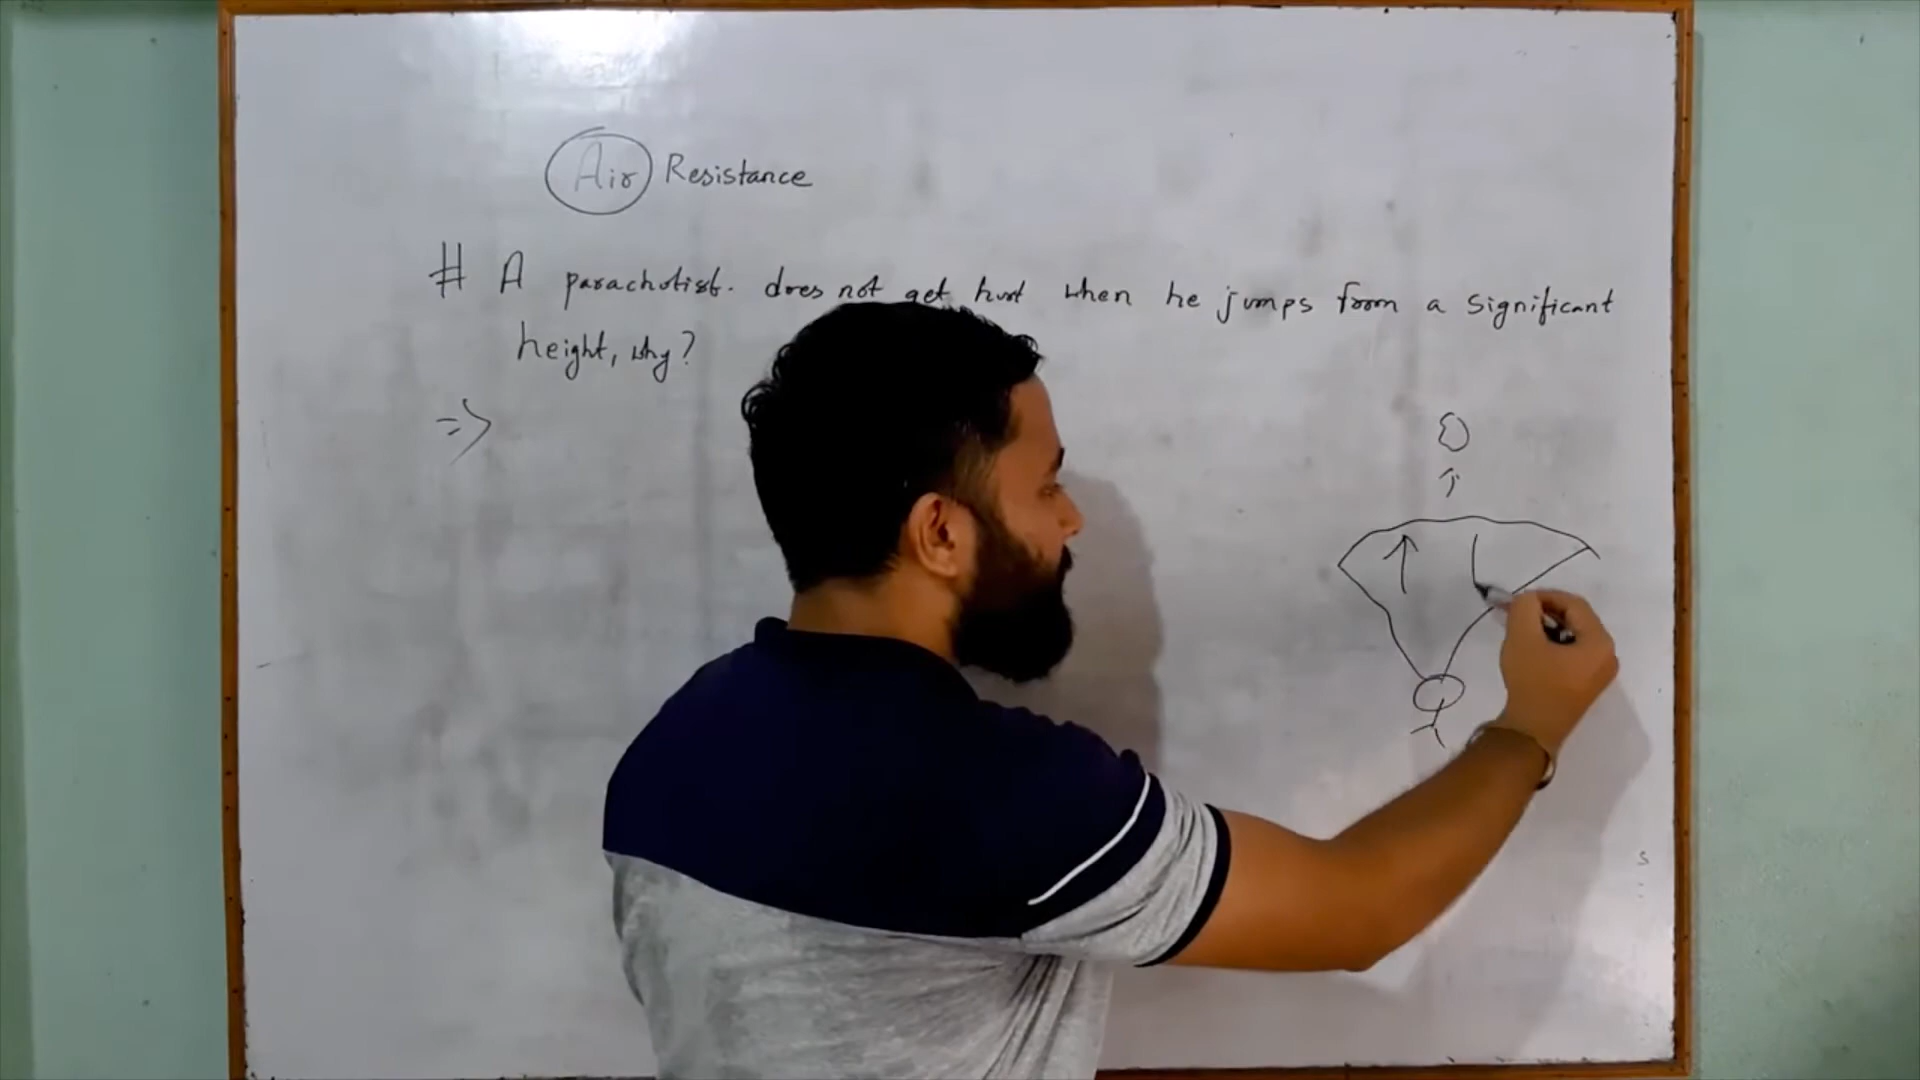 Air Resistance
# A parachutist. does not get hurt when he jumps from a significant
height, why?
=>